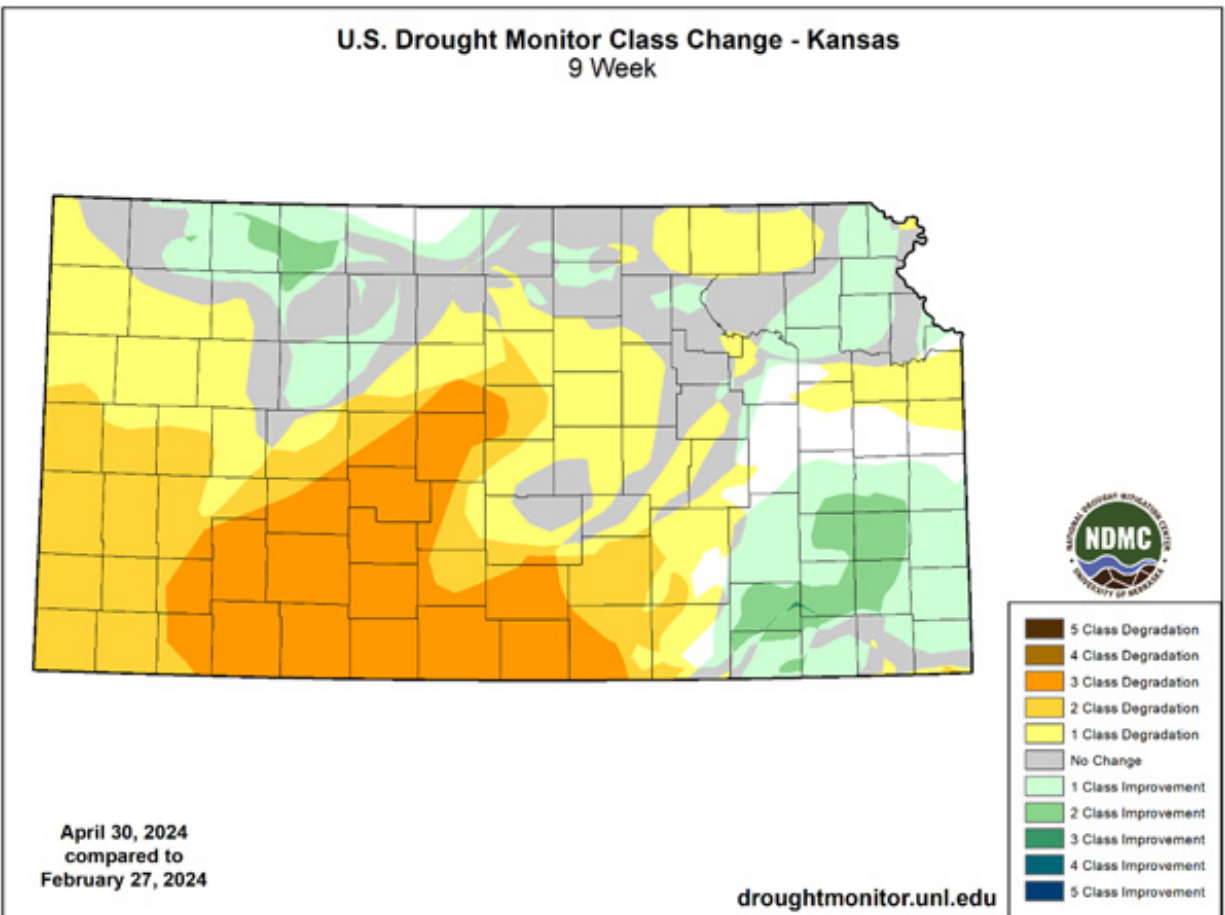 U.S. Drought Monitor Class Change - Kansas
9 Week
NATIONAL DROUGHT MITIGATION CENTER
NDMC
UNIVERSITY OF NEBRASKA
5 Class Degradation
4 Class Degradation
3 Class Degradation
2 Class Degradation
1 Class Degradation
No Change
1 Class Improvement
2 Class Improvement
3 Class Improvement
4 Class Improvement
5 Class Improvement
April 30, 2024
compared to
February 27, 2024
droughtmonitor.unl.edu